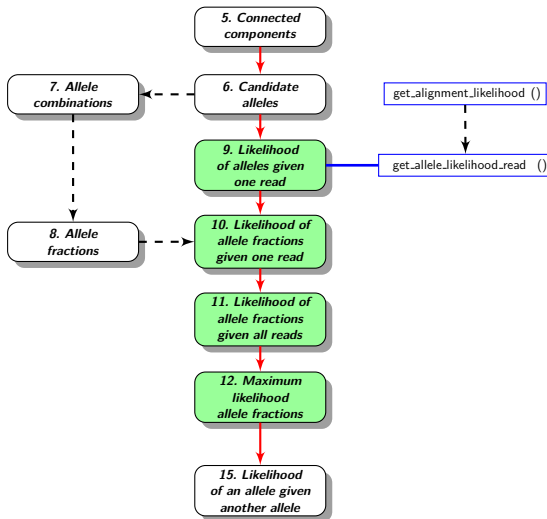 5. Connected
components
7. Allele
combinations
6. Candidate
alleles
get_alignment_likelihood ()
9. Likelihood
of alleles given
one read
get_allele_likelihood_read ()
8. Allele
fractions
10. Likelihood of
allele fractions
given one read
11. Likelihood of
allele fractions
given all reads
12. Maximum
likelihood
allele fractions
15. Likelihood
of an allele given
another allele